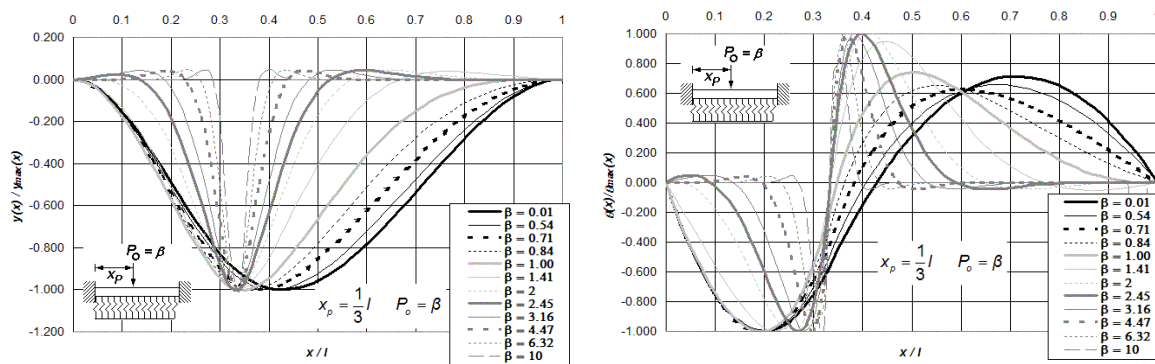 0 0.1 0.2 0.3 0.4 0.5 0.6 0.7 0.8 0.9 1
0.200
0.000
-0.200
-0.400
-0.600
-0.800
-1.000
-1.200
y(x) / ymax(x)
x / l
Po = β
xP
xp = 1/3 l Po = β
β = 0.01
β = 0.54
β = 0.71
β = 0.84
β = 1.00
β = 1.41
β = 2
β = 2.45
β = 3.16
β = 4.47
β = 6.32
β = 10
0 0.1 0.2 0.3 0.4 0.5 0.6 0.7 0.8 0.9 1
1.000
0.800
0.600
0.400
0.200
0.000
-0.200
-0.400
-0.600
-0.800
-1.000
x / l
Po = β
xP
xp = 1/3 l Po = β
β = 0.01
β = 0.54
β = 0.71
β = 0.84
β = 1.00
β = 1.41
β = 2
β = 2.45
β = 3.16
β = 4.47
β = 6.32
β = 10